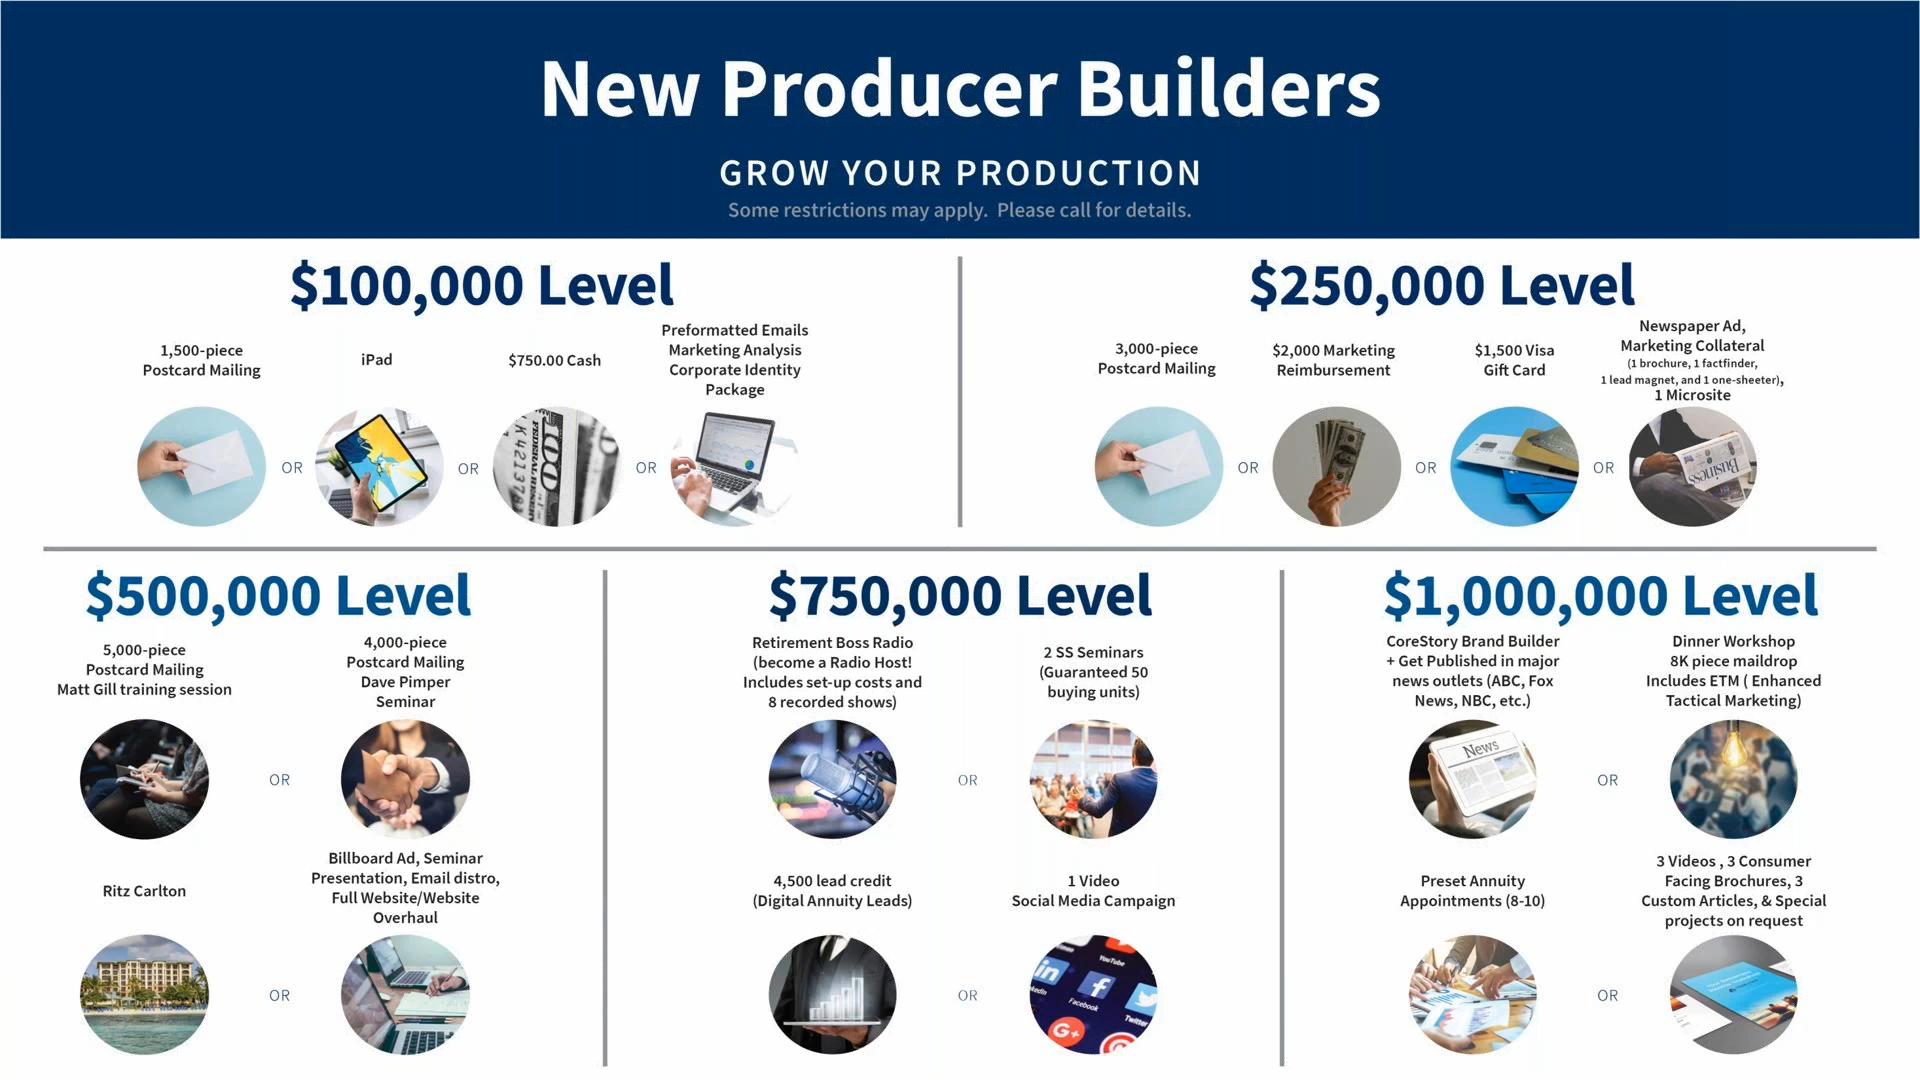 New Producer Builders
GROW YOUR PRODUCTION
Some restrictions may apply. Please call for details.
$100,000 Level
1,500-piece
Postcard Mailing
OR
iPad
OR
$750.00 Cash
OR
Preformatted Emails
Marketing Analysis
Corporate Identity
Package
$250,000 Level
3,000-piece
Postcard Mailing
OR
$2,000 Marketing
Reimbursement
OR
$1,500 Visa
Gift Card
OR
Newspaper Ad,
Marketing Collateral
(1 brochure, 1 factfinder,
1 lead magnet, and 1 one-sheeter),
1 Microsite
Business
$500,000 Level
5,000-piece
Postcard Mailing
Matt Gill training session
OR
4,000-piece
Postcard Mailing
Dave Pimper
Seminar
Ritz Carlton
OR
Billboard Ad, Seminar
Presentation, Email distro,
Full Website/Website
Overhaul
$750,000 Level
Retirement Boss Radio
(become a Radio Host!
Includes set-up costs and
8 recorded shows)
OR
2 SS Seminars
(Guaranteed 50
buying units)
4,500 lead credit
(Digital Annuity Leads)
OR
1 Video
Social Media Campaign
YouTube
Facebook
Twitter
$1,000,000 Level
CoreStory Brand Builder
+ Get Published in major
news outlets (ABC, Fox
News, NBC, etc.)
News
OR
Dinner Workshop
8K piece maildrop
Includes ETM ( Enhanced
Tactical Marketing)
Preset Annuity
Appointments (8-10)
OR
3 Videos , 3 Consumer
Facing Brochures, 3
Custom Articles, & Special
projects on request